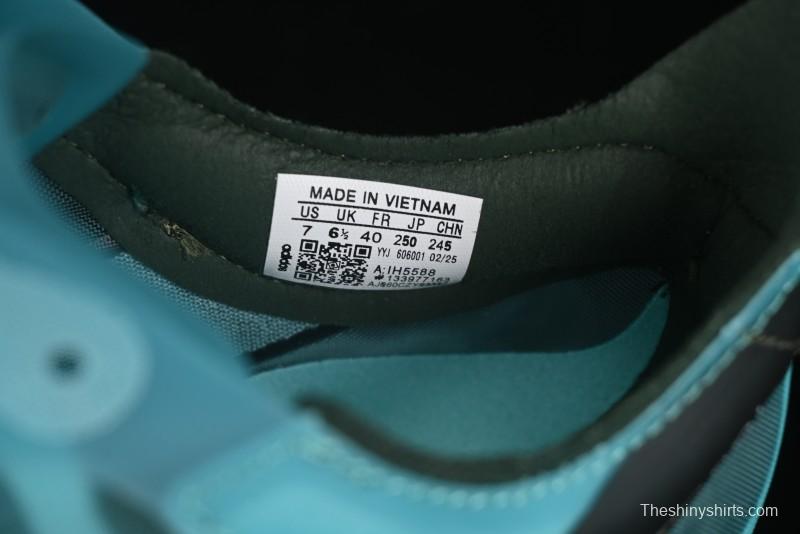 MADE IN VIETNAM
US UK FR JP CHN
7 6½ 40 250 245
YYJ 606001 02/25
A:IH5588
#133977163
Theshinyshirts.com